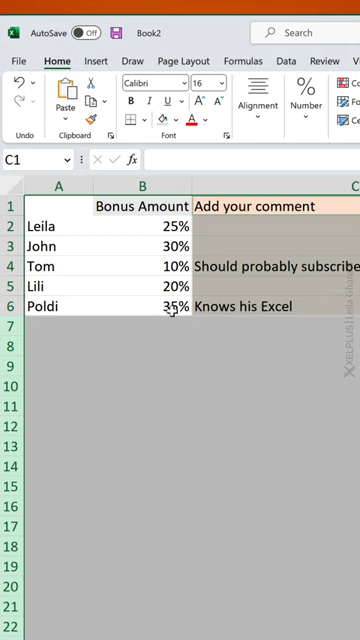 AutoSave Off Book2 Search
File Home Insert Draw Page Layout Formulas Data Review View
Calibri 16
Paste
B I U A A
Alignment Number
Undo Clipboard Font
C1 fx
A B C
1 Bonus Amount Add your comment
2 Leila 25%
3 John 30%
4 Tom 10% Should probably subscribe
5 Lili 20%
6 Poldi 35% Knows his Excel
7
8
9
10
11
12
13
14
15
16
17
18
19
20
21
22
XELPLUS | Leila